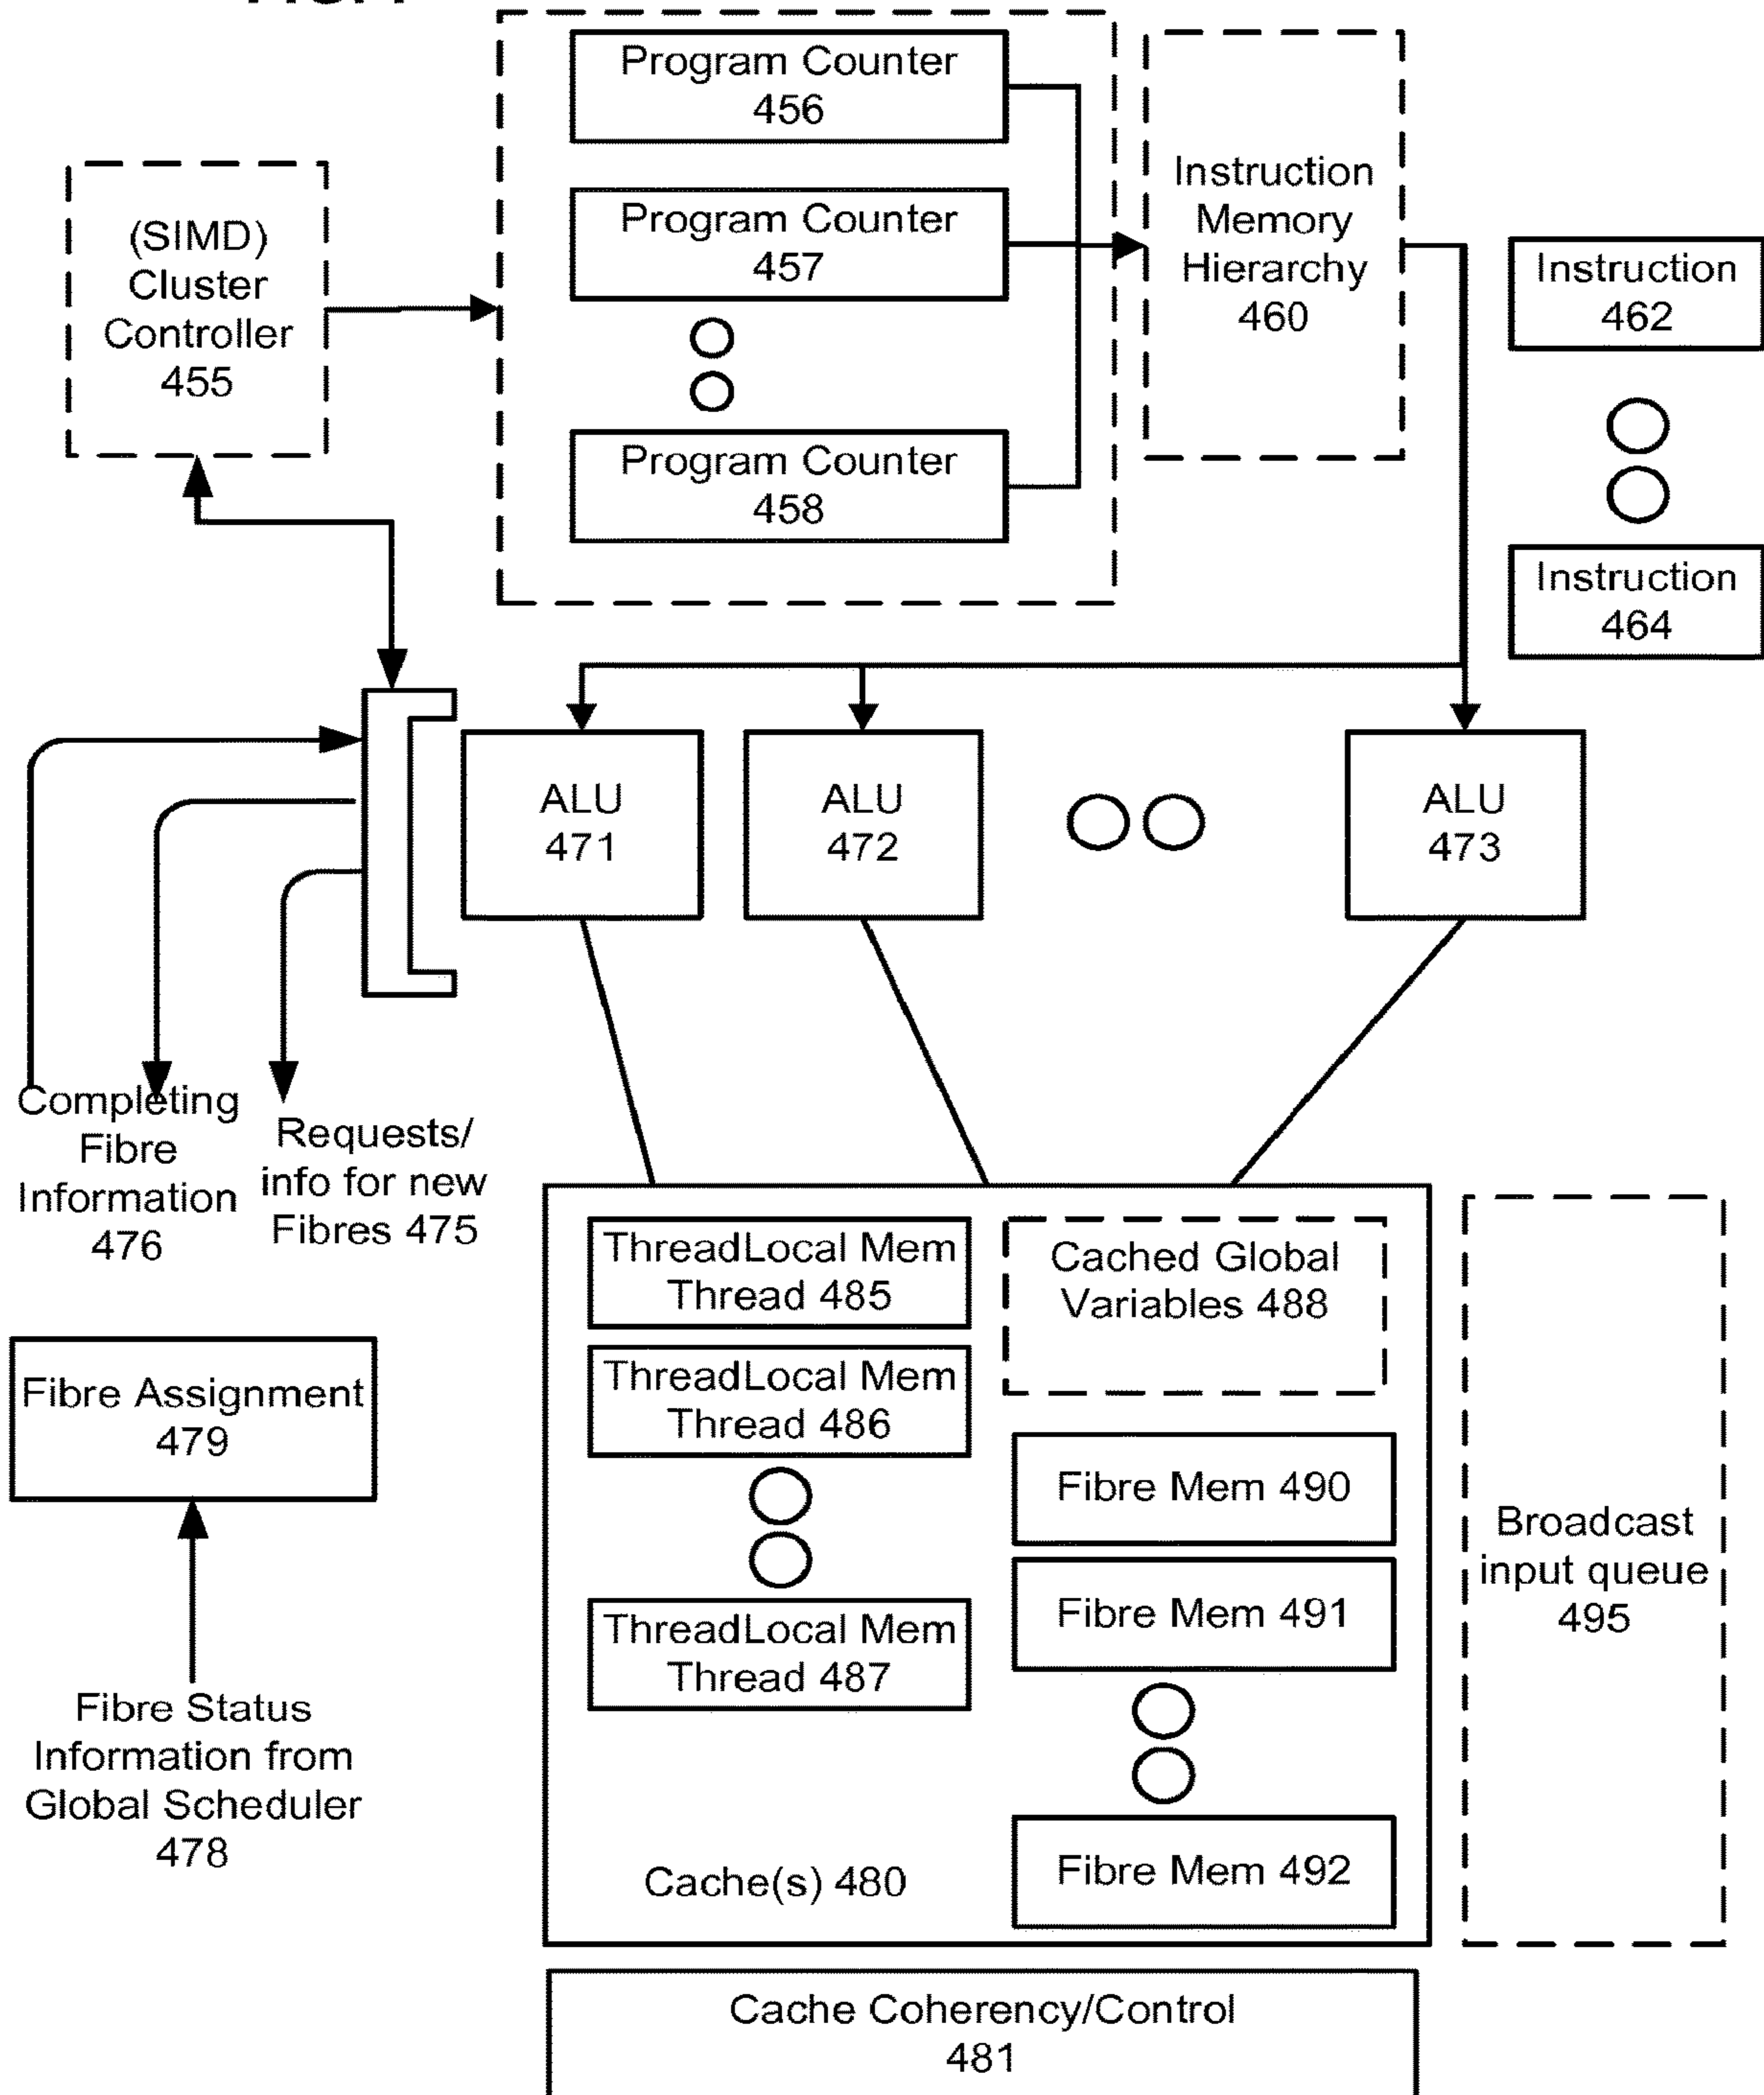 Program Counter
456
Program Counter
457
Program Counter
458
(SIMD)
Cluster
Controller
455
Instruction
Memory
Hierarchy
460
Instruction
462
Instruction
464
ALU
471
ALU
472
ALU
473
Completing
Fibre
Information
476
Requests/
info for new
Fibres 475
Fibre Assignment
479
Fibre Status
Information from
Global Scheduler
478
ThreadLocal Mem
Thread 485
ThreadLocal Mem
Thread 486
ThreadLocal Mem
Thread 487
Cached Global
Variables 488
Fibre Mem 490
Fibre Mem 491
Fibre Mem 492
Cache(s) 480
Broadcast
input queue
495
Cache Coherency/Control
481